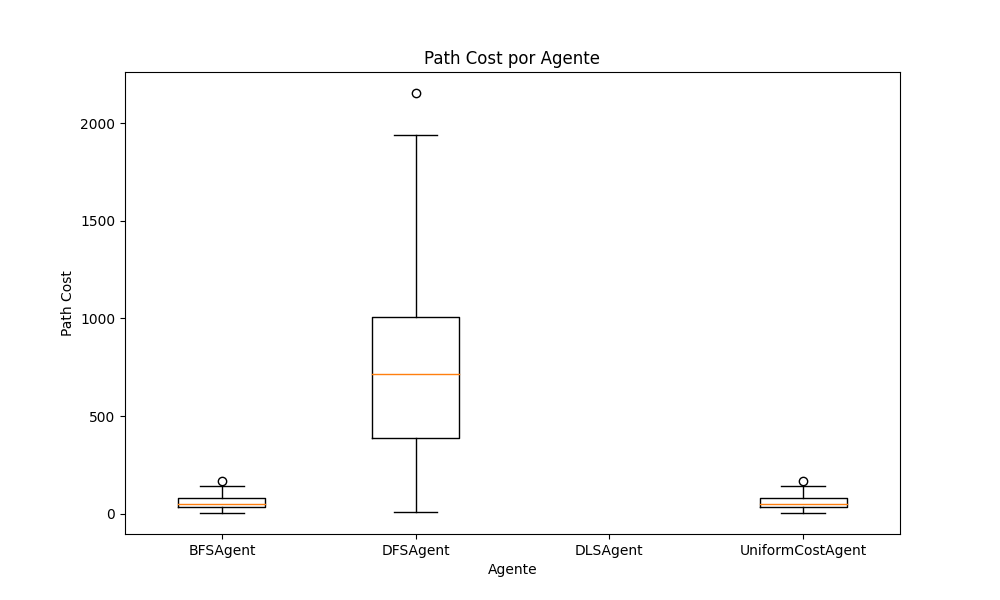 Path Cost por Agente
Path Cost
2000
1500
1000
500
0
BFSAgent
DFSAgent
DLSAgent
UniformCostAgent
Agente